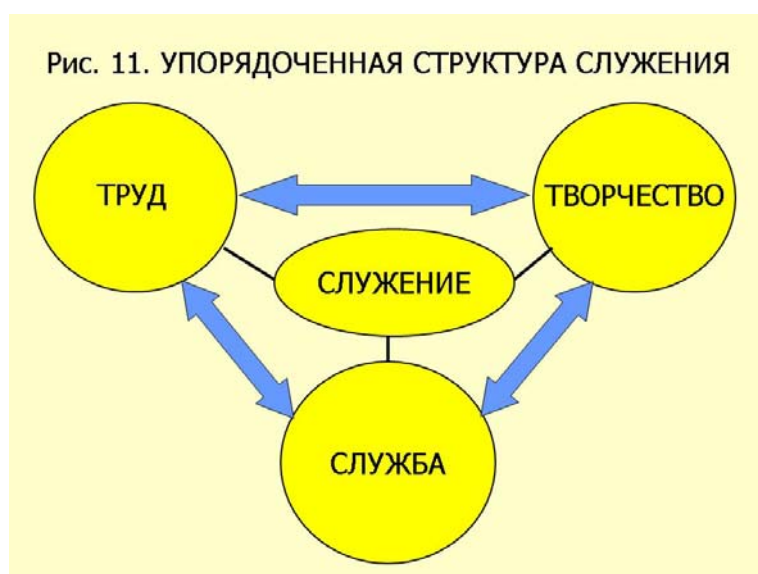 Рис. 11. УПОРЯДОЧЕННАЯ СТРУКТУРА СЛУЖЕНИЯ
ТРУД
ТВОРЧЕСТВО
СЛУЖЕНИЕ
СЛУЖБА